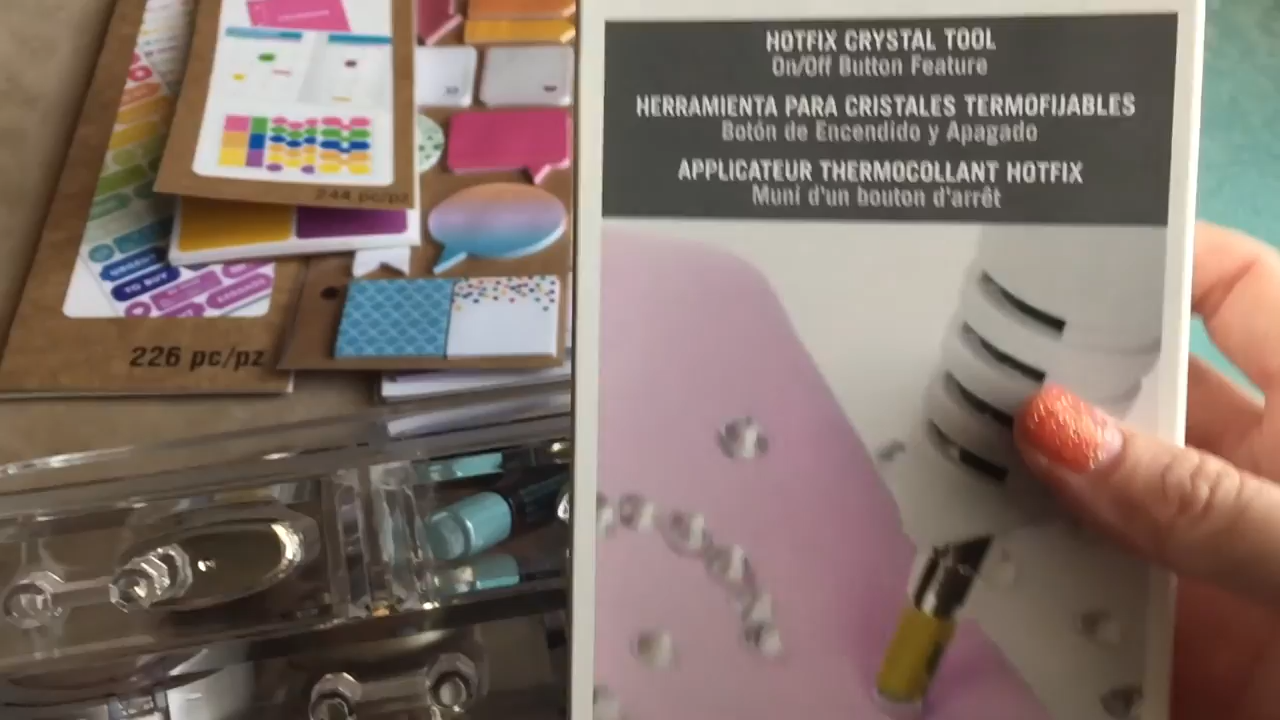 HOTFIX CRYSTAL TOOL
On/Off Button Feature
HERRAMIENTA PARA CRISTALES TERMOFIJABLES
Botón de Encendido y Apagado
APPLICATEUR THERMOCOLLANT HOTFIX
Muni d'un bouton d'arrêt
244 pc/pz
TO BUY
226 pc/pz